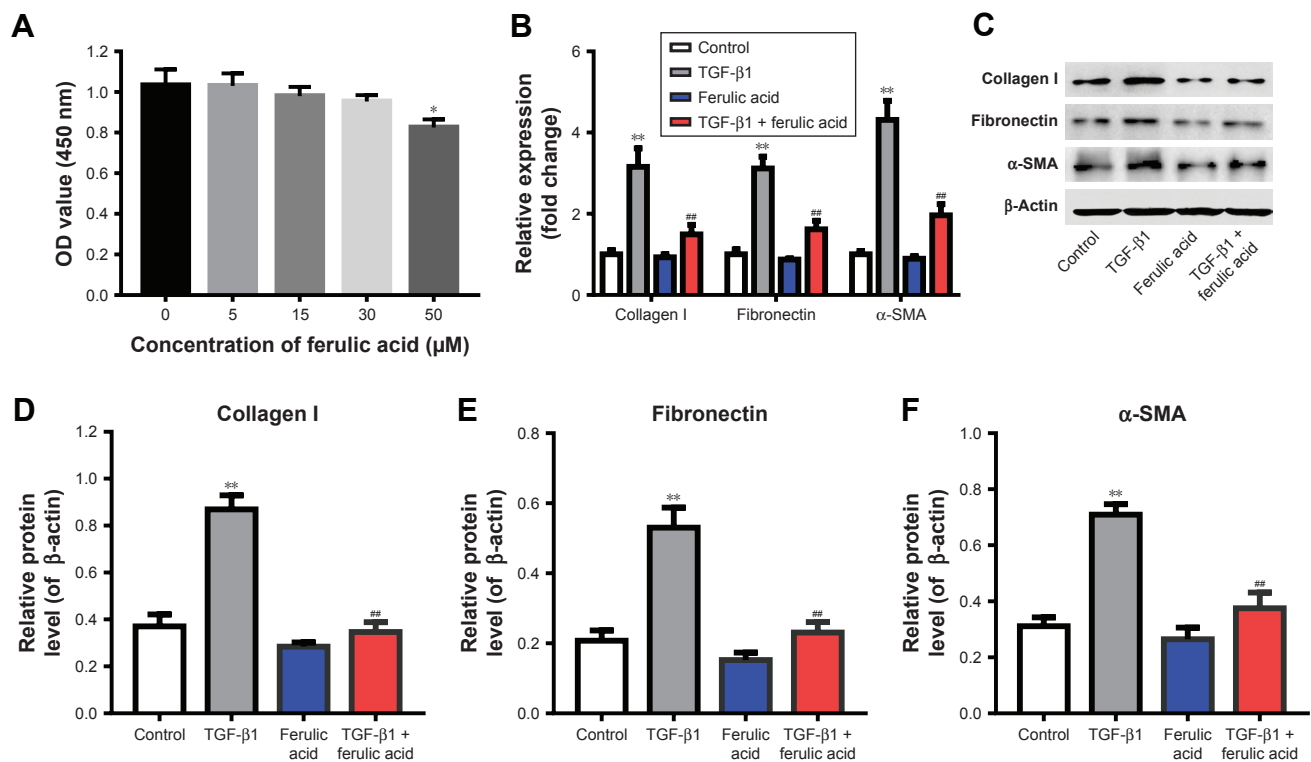 A
OD value (450 nm)
1.2
1.0
0.8
0.6
0.4
0.2
0.0
*
0 5 15 30 50
Concentration of ferulic acid (µM)
B
Relative expression
(fold change)
6
4
2
0
Control
TGF-β1
Ferulic acid
TGF-β1 + ferulic acid
** ## ** ## ** ##
Collagen I Fibronectin α-SMA
C
Collagen I
Fibronectin
α-SMA
β-Actin
Control
TGF-β1
Ferulic acid
TGF-β1 +
ferulic acid
D
Collagen I
Relative protein
level (of β-actin)
1.2
1.0
0.8
0.6
0.4
0.2
0.0
** ##
Control TGF-β1 Ferulic TGF-β1 +
acid ferulic acid
E
Fibronectin
Relative protein
level (of β-actin)
0.8
0.6
0.4
0.2
0.0
** ##
Control TGF-β1 Ferulic TGF-β1 +
acid ferulic acid
F
α-SMA
Relative protein
level (of β-actin)
1.0
0.8
0.6
0.4
0.2
0.0
** ##
Control TGF-β1 Ferulic TGF-β1 +
acid ferulic acid